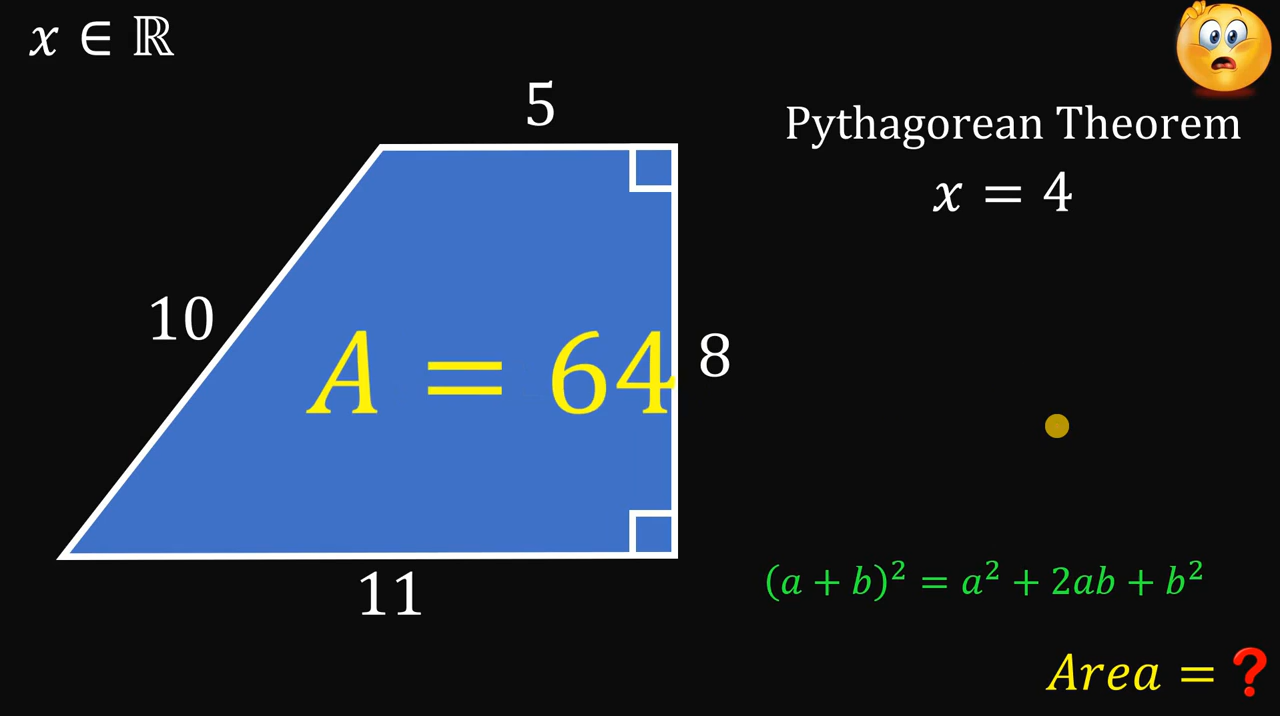 x ∈ ℝ
5
Pythagorean Theorem
x = 4
10
A = 64
8
11
(a + b)² = a² + 2ab + b²
Area = ❓